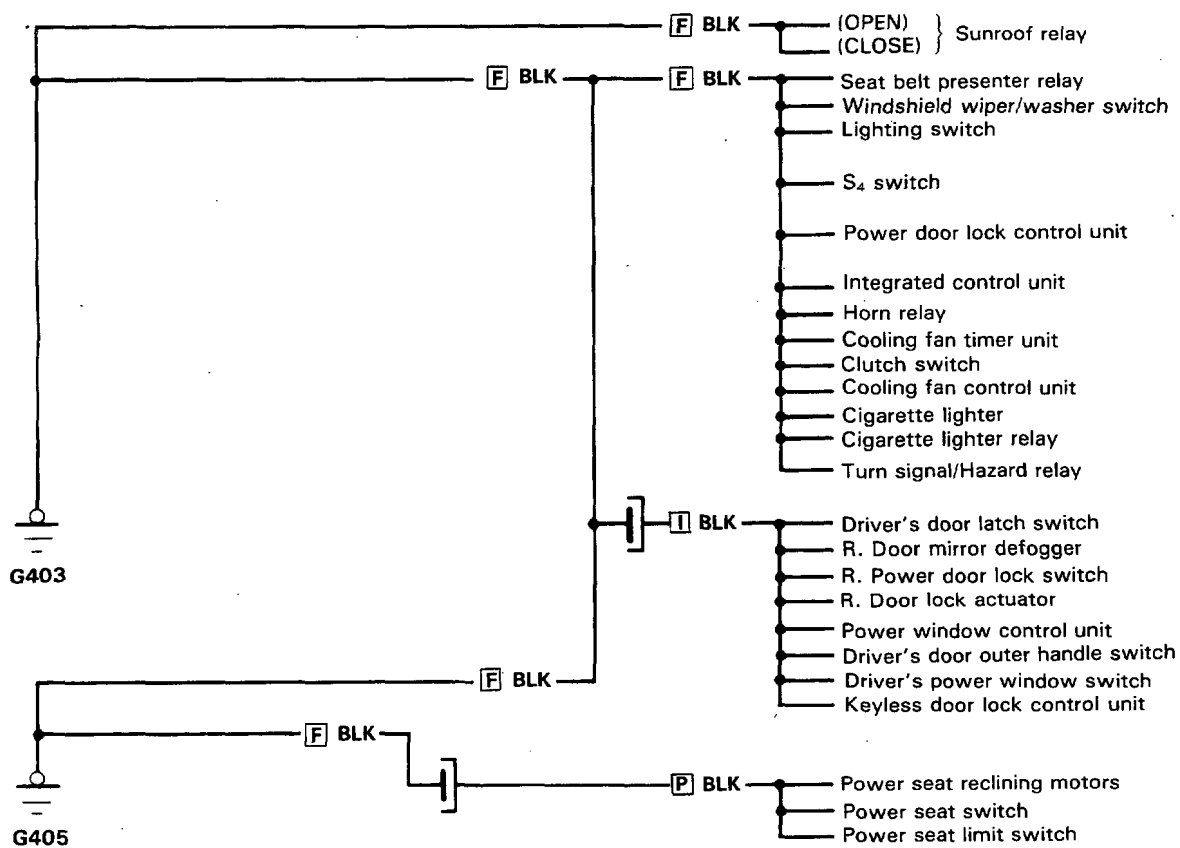 F BLK (OPEN) } Sunroof relay
(CLOSE)
F BLK F BLK Seat belt presenter relay
Windshield wiper/washer switch
Lighting switch
S₄ switch
Power door lock control unit
Integrated control unit
Horn relay
Cooling fan timer unit
Clutch switch
Cooling fan control unit
Cigarette lighter
Cigarette lighter relay
Turn signal/Hazard relay
I BLK Driver's door latch switch
R. Door mirror defogger
G403
R. Power door lock switch
R. Door lock actuator
Power window control unit
Driver's door outer handle switch
F BLK Driver's power window switch
Keyless door lock control unit
F BLK
P BLK Power seat reclining motors
Power seat switch
G405
Power seat limit switch